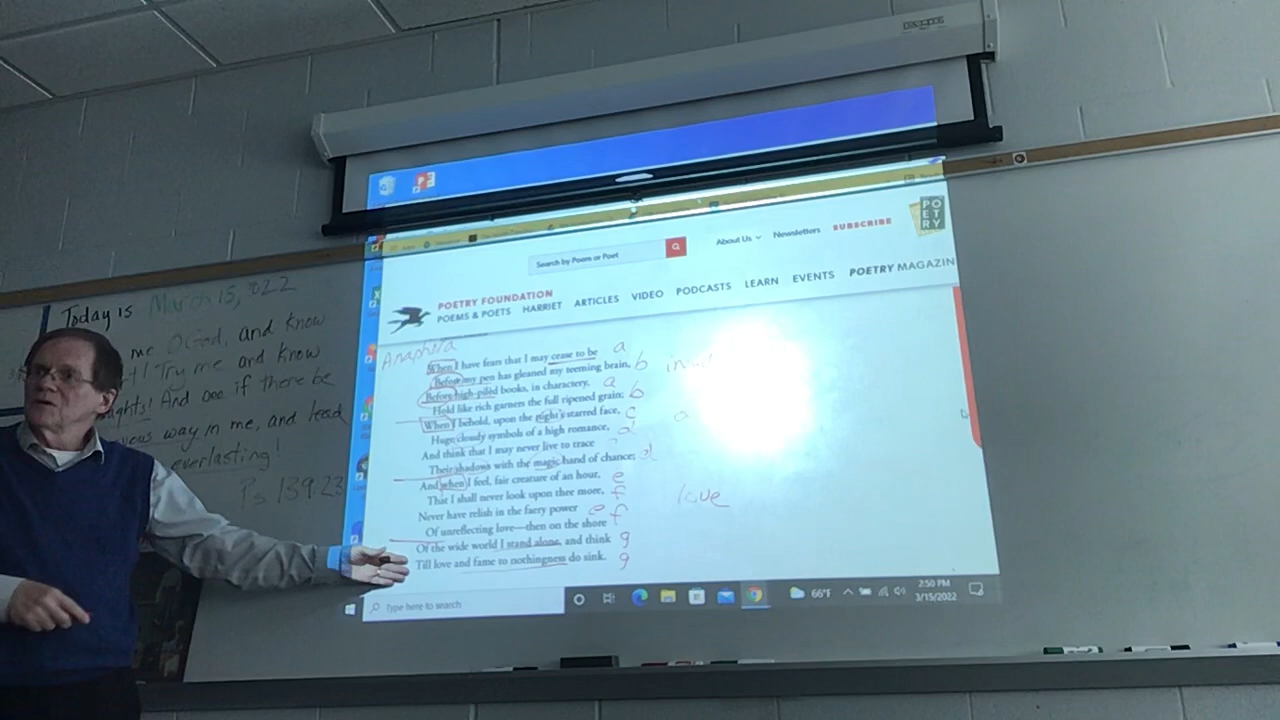 Today is March 15, 2022
me O God, and know
! Try me and know
ghts! And see if there be
ous way in me, and lead
everlasting!
Ps 139:23
Search by Poem or Poet
About Us
Newsletters
SUBSCRIBE
POETRY
POETRY FOUNDATION
POEMS & POETS
HARRIET
ARTICLES
VIDEO
PODCASTS
LEARN
EVENTS
POETRY MAGAZIN
Anaphora
When I have fears that I may cease to be a
Before my pen has gleaned my teeming brain, b
Before high-pilèd books, in charactery, a
Hold like rich garners the full ripened grain; b
When I behold, upon the night's starred face, c
Huge cloudy symbols of a high romance, d
And think that I may never live to trace
Their shadows with the magic hand of chance; d
And when I feel, fair creature of an hour, e
That I shall never look upon thee more, f
love
Never have relish in the faery power e
Of unreflecting love—then on the shore f
Of the wide world I stand alone, and think g
Till love and fame to nothingness do sink. g
Type here to search
66°F
2:50 PM
3/15/2022